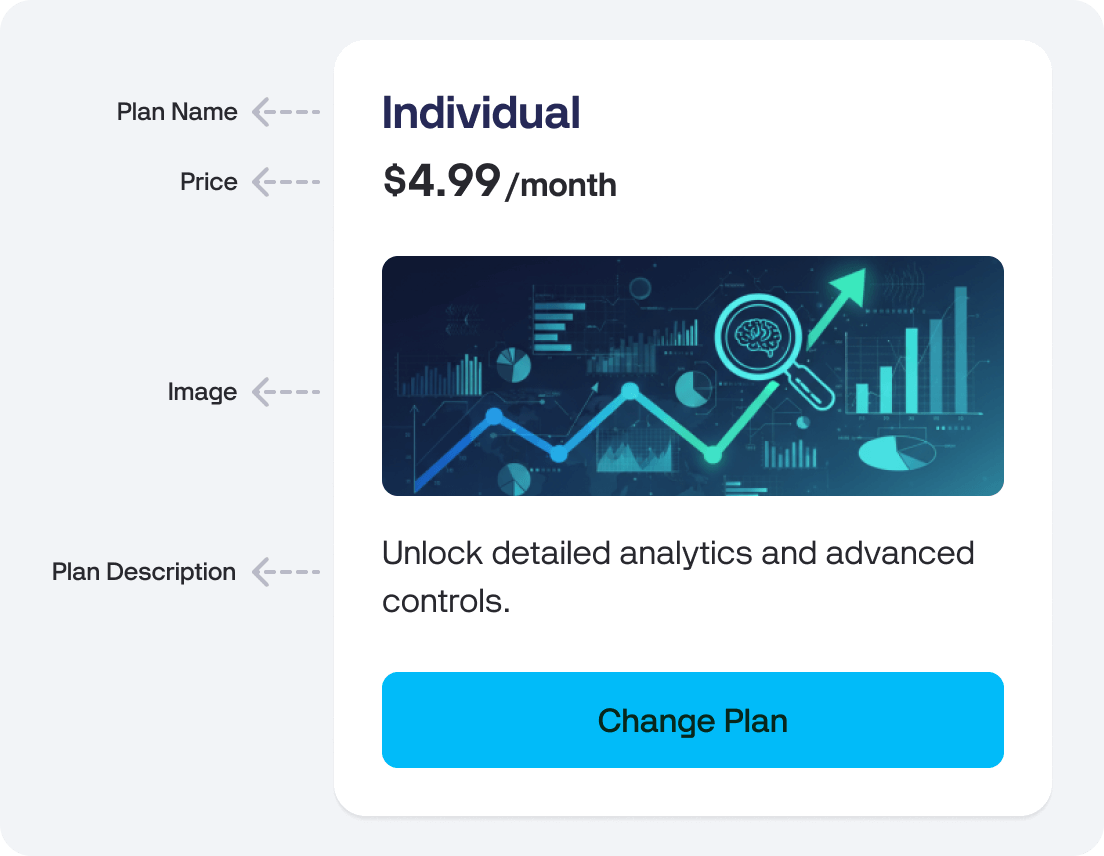 Plan Name
Individual
Price
$4.99/month
Image
Plan Description
Unlock detailed analytics and advanced
controls.
Change Plan